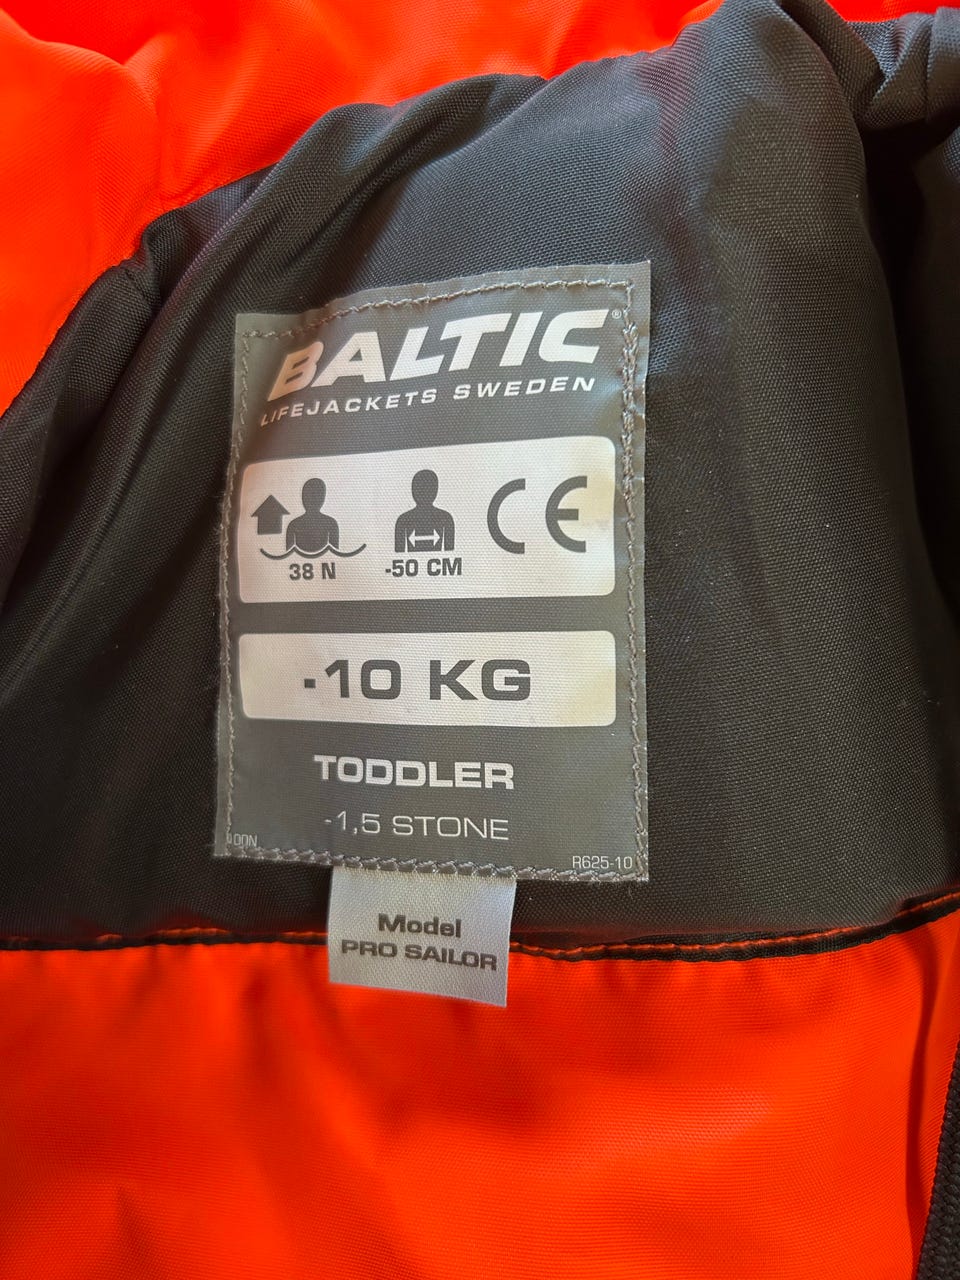 BALTIC®
LIFEJACKETS SWEDEN
38 N
-50 CM
CE
-10 KG
TODDLER
-1,5 STONE
R625-10
Model
PRO SAILOR